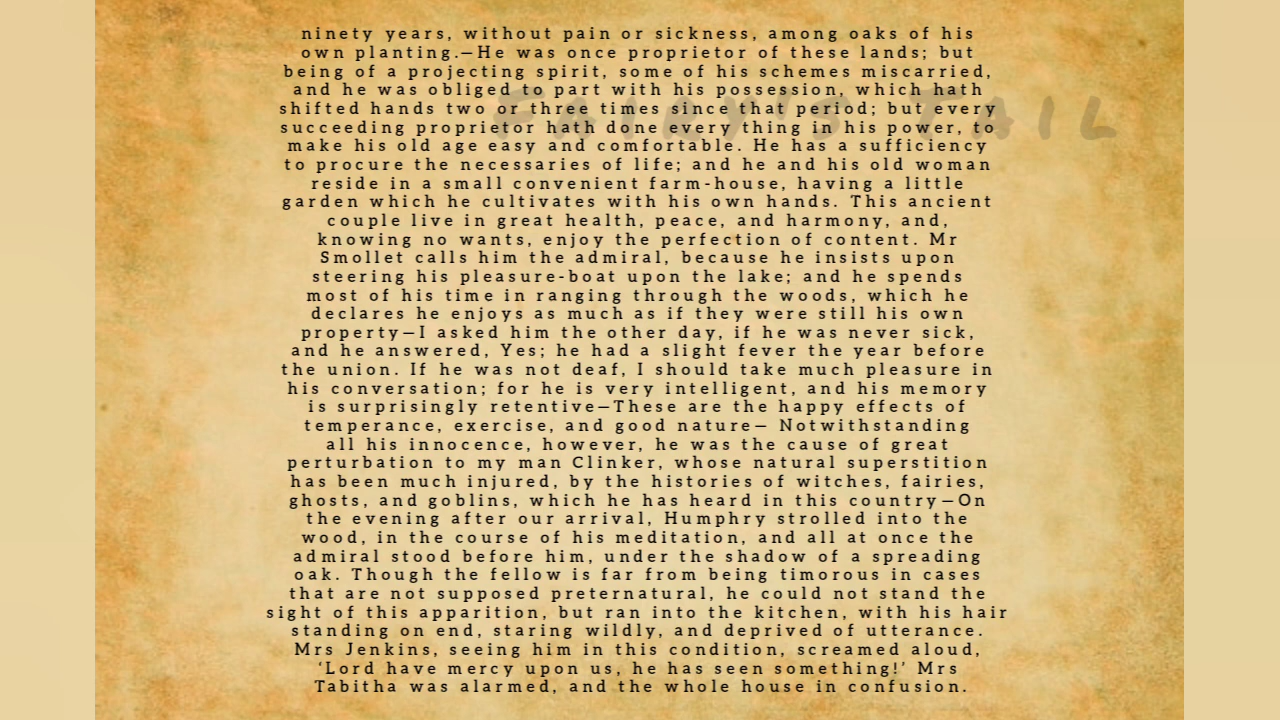 ninety years, without pain or sickness, among oaks of his
own planting.—He was once proprietor of these lands; but
being of a projecting spirit, some of his schemes miscarried,
and he was obliged to part with his possession, which hath
shifted hands two or three times since that period; but every
succeeding proprietor hath done every thing in his power, to
make his old age easy and comfortable. He has a sufficiency
to procure the necessaries of life; and he and his old woman
reside in a small convenient farm-house, having a little
garden which he cultivates with his own hands. This ancient
couple live in great health, peace, and harmony, and,
knowing no wants, enjoy the perfection of content. Mr
Smollet calls him the admiral, because he insists upon
steering his pleasure-boat upon the lake; and he spends
most of his time in ranging through the woods, which he
declares he enjoys as much as if they were still his own
property—I asked him the other day, if he was never sick,
and he answered, Yes; he had a slight fever the year before
the union. If he was not deaf, I should take much pleasure in
his conversation; for he is very intelligent, and his memory
is surprisingly retentive—These are the happy effects of
temperance, exercise, and good nature— Notwithstanding
all his innocence, however, he was the cause of great
perturbation to my man Clinker, whose natural superstition
has been much injured, by the histories of witches, fairies,
ghosts, and goblins, which he has heard in this country—On
the evening after our arrival, Humphry strolled into the
wood, in the course of his meditation, and all at once the
admiral stood before him, under the shadow of a spreading
oak. Though the fellow is far from being timorous in cases
that are not supposed preternatural, he could not stand the
sight of this apparition, but ran into the kitchen, with his hair
standing on end, staring wildly, and deprived of utterance.
Mrs Jenkins, seeing him in this condition, screamed aloud,
‘Lord have mercy upon us, he has seen something!’ Mrs
Tabitha was alarmed, and the whole house in confusion.
FAIRY'S TAIL